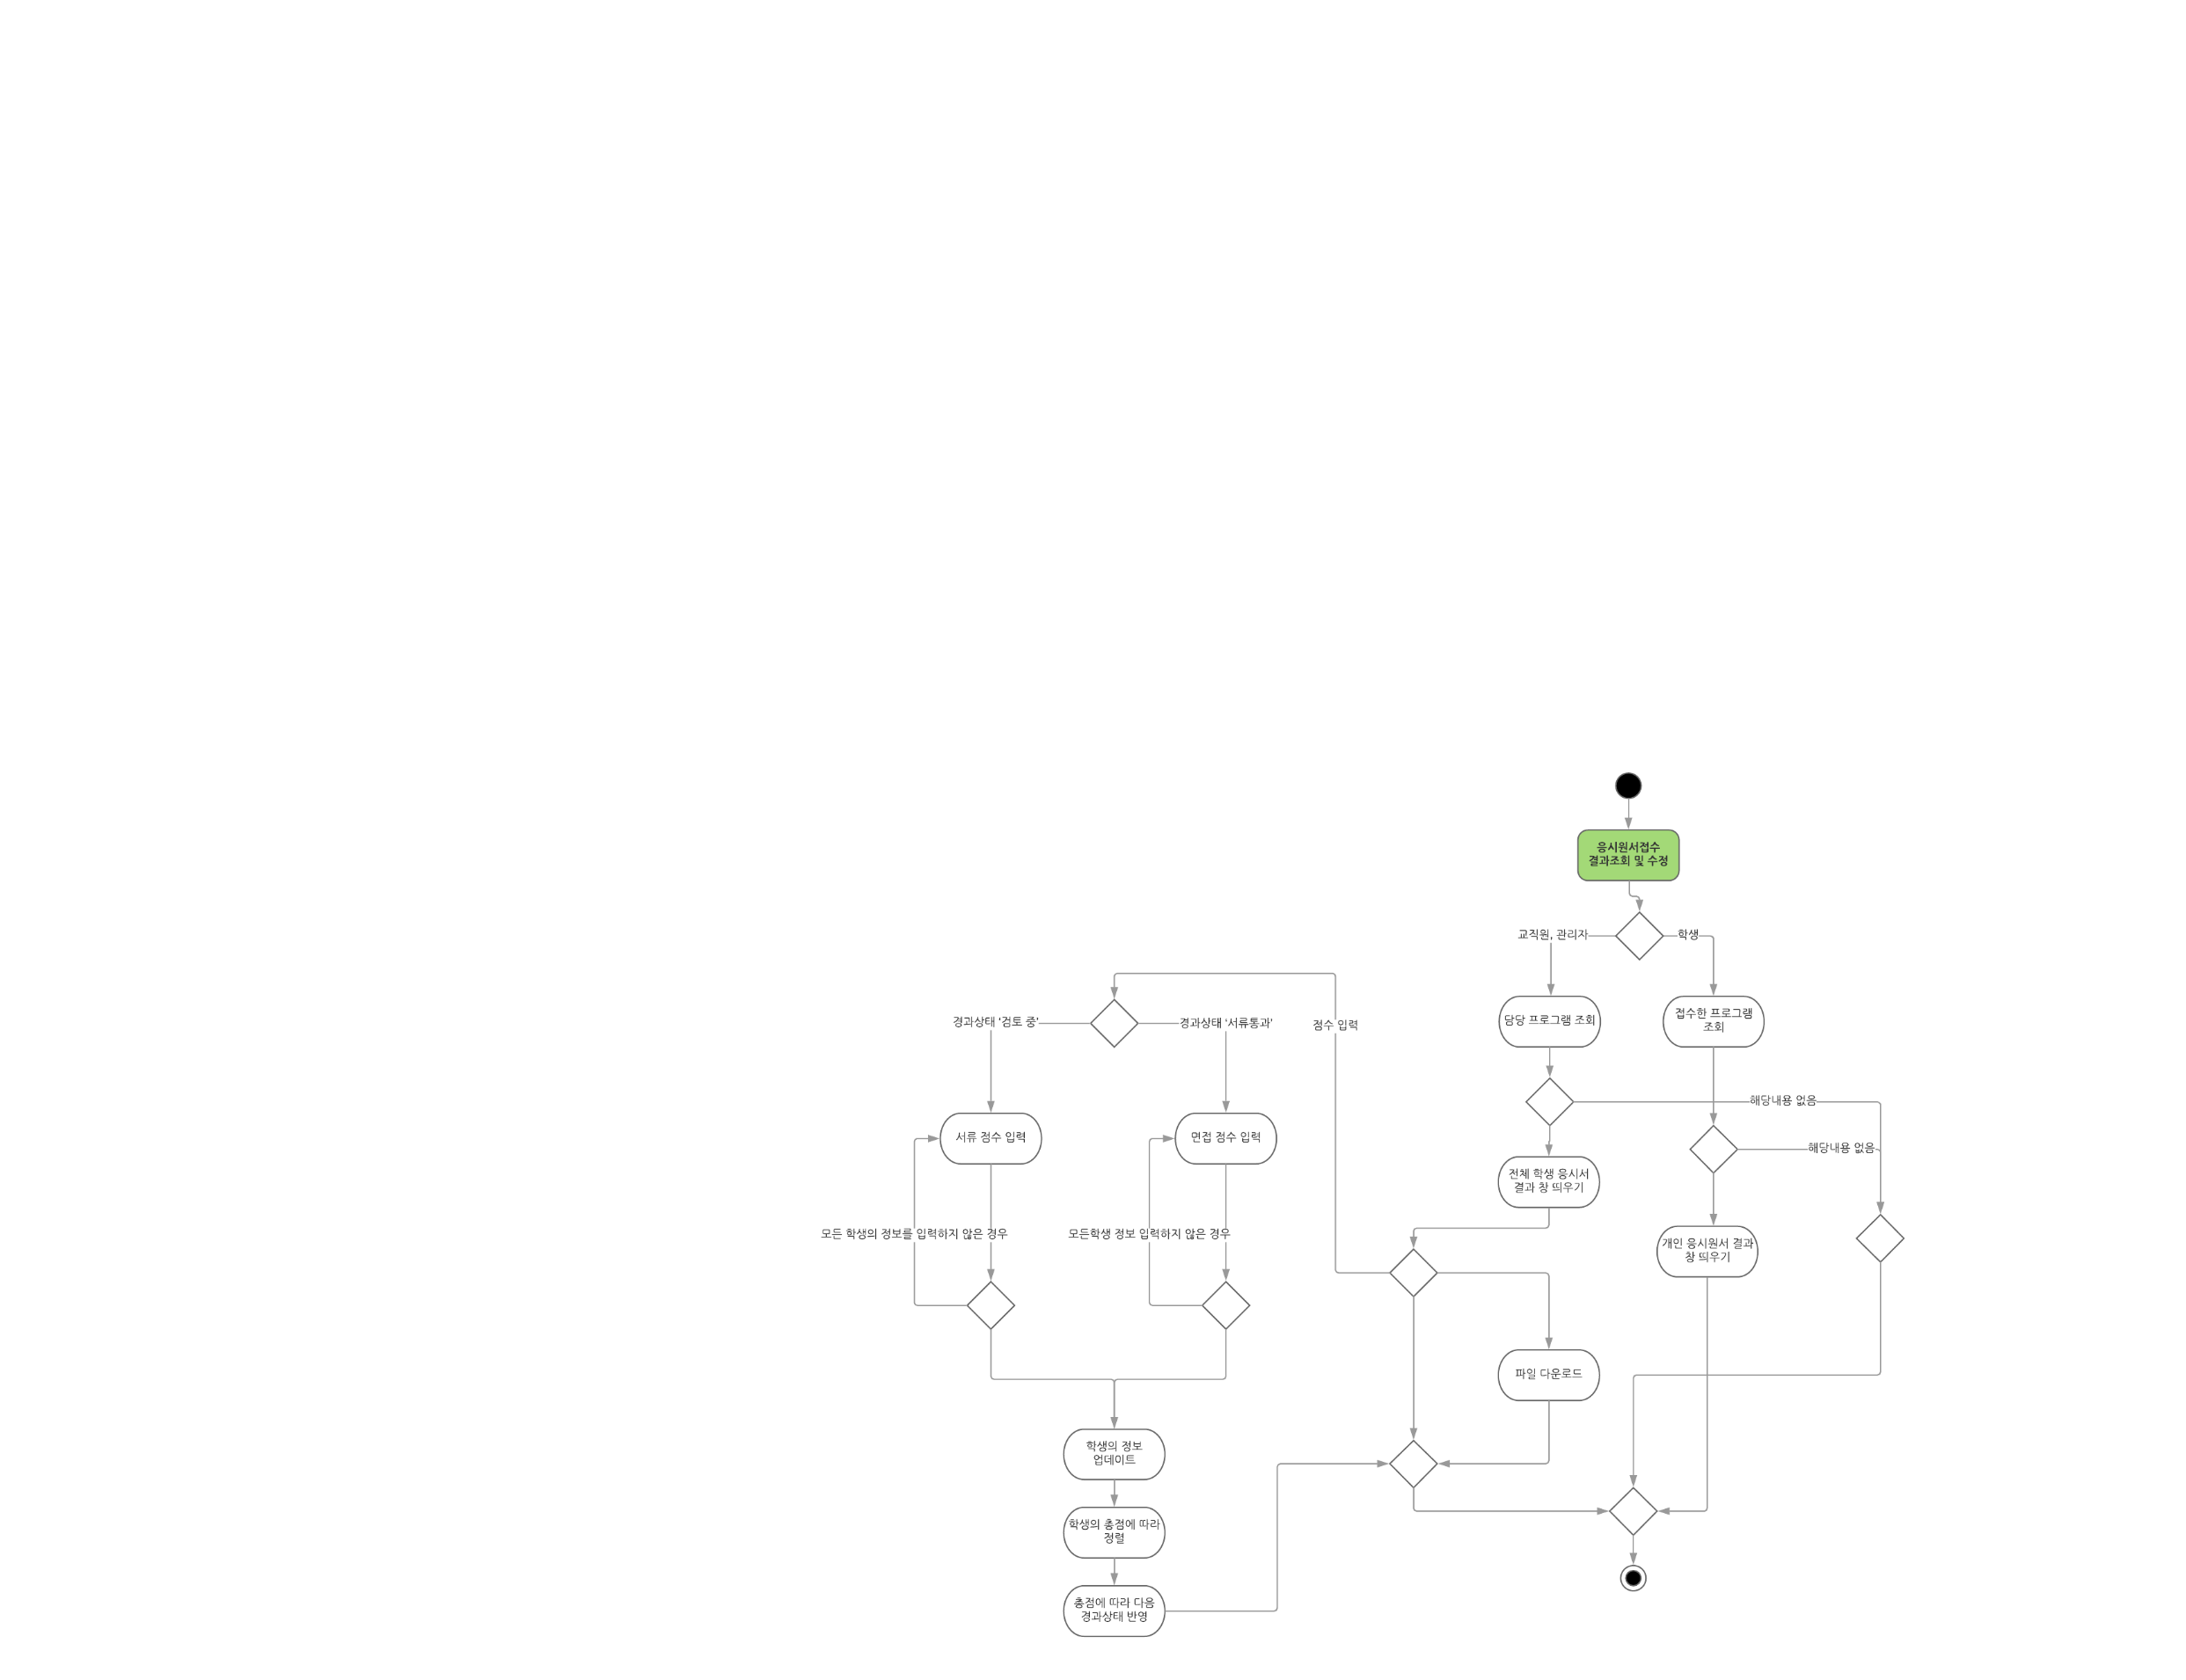 응시원서접수
결과조회 및 수정
교직원, 관리자
학생
담당 프로그램 조회
접수한 프로그램
조회
경과상태 '검토 중'
경과상태 '서류통과'
점수 입력
해당내용 없음
서류 점수 입력
면접 점수 입력
해당내용 없음
전체 학생 응시서
결과 창 띄우기
모든 학생의 정보를 입력하지 않은 경우
모든학생 정보 입력하지 않은 경우
개인 응시원서 결과
창 띄우기
파일 다운로드
학생의 정보
업데이트
학생의 총점에 따라
정렬
총점에 따라 다음
경과상태 반영